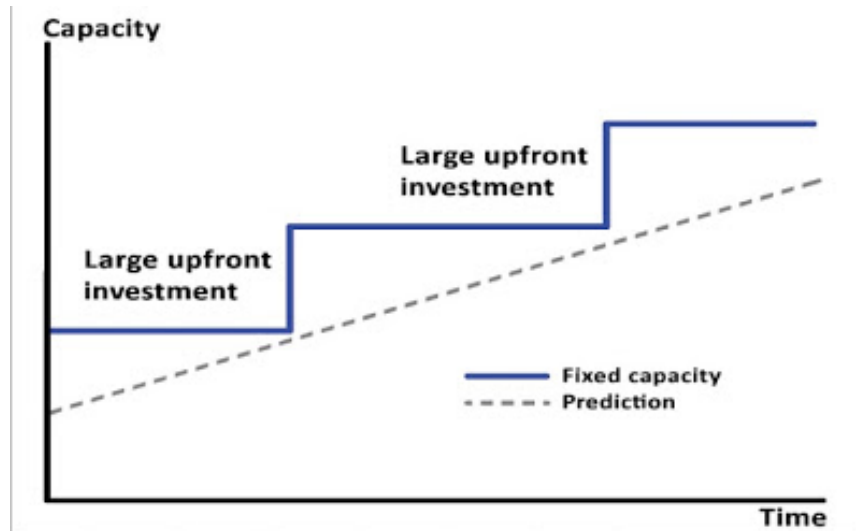 Capacity
Large upfront
investment
Large upfront
investment
Fixed capacity
Prediction
Time